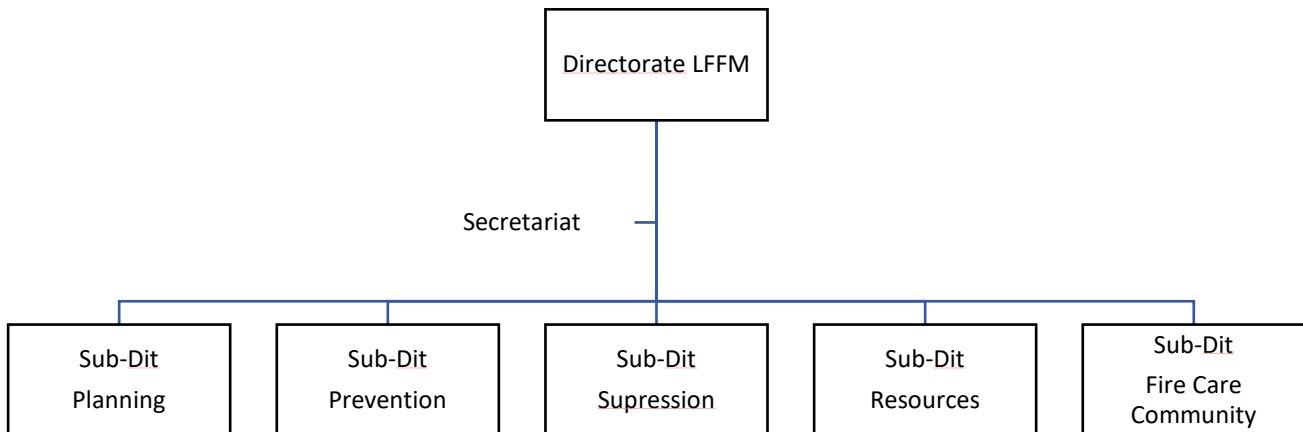 Directorate LFFM
Secretariat
Sub-Dit
Planning
Sub-Dit
Prevention
Sub-Dit
Supression
Sub-Dit
Resources
Sub-Dit
Fire Care
Community